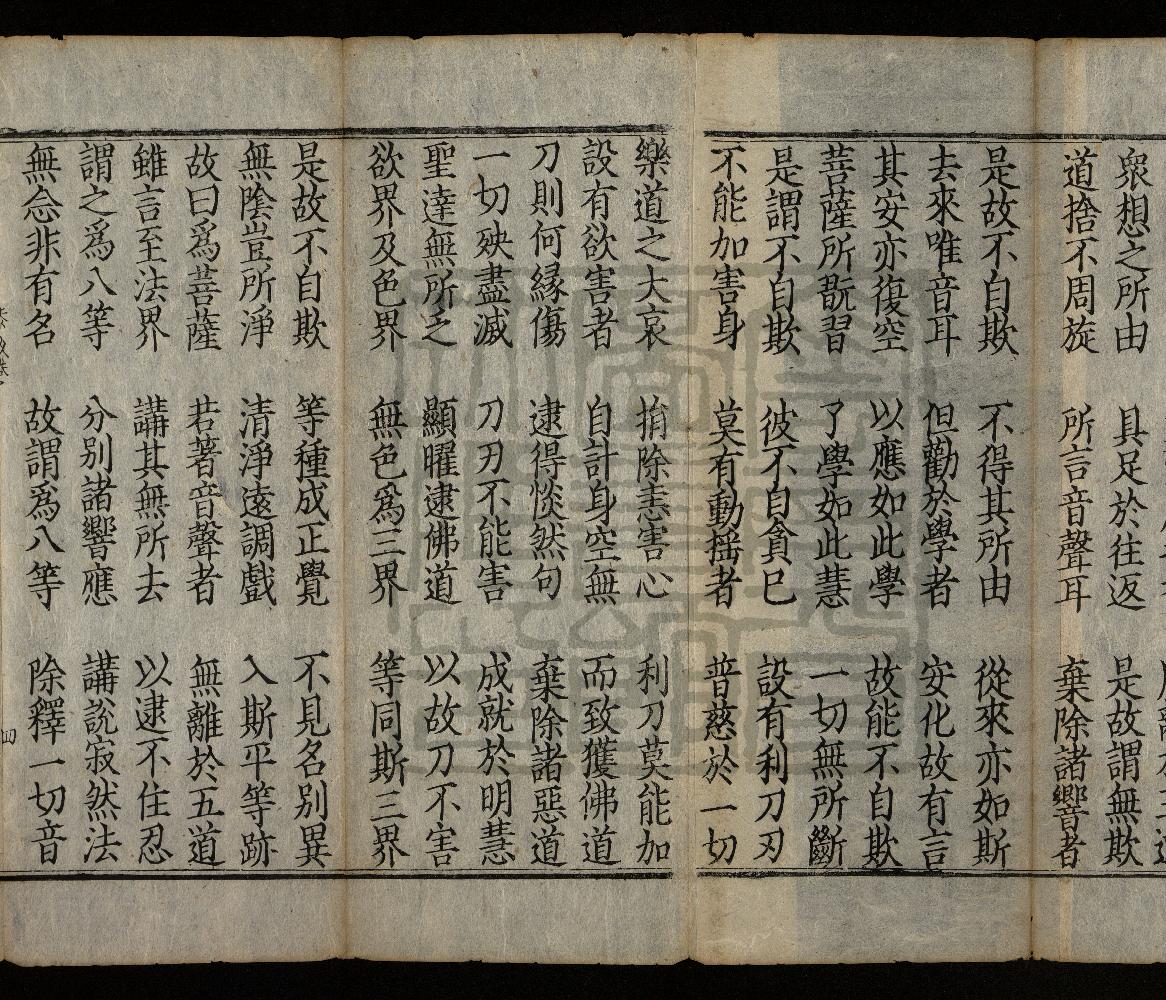 衆想之所由 具足於往返 是故謂無欺
道捨不周旋 所言音聲耳 棄除諸響者
是故不自欺 不得其所由 從來亦如斯
去來唯音耳 但勸於學者 安化故有言
其安亦復空 以應如此學 故能不自欺
菩薩所翫習 了學如此慧 一切無所斷
是謂不自欺 彼不自貪己 設有利刀刃
不能加害身 莫有動揺者 普慈於一切
樂道之大哀 捐除恚害心 利刀莫能加
設有欲害者 自計身空無 而致獲佛道
刀則何縁傷 逮得惔然句 棄除諸惡道
一切殃盡滅 刀刃不能害 成就於明慧
聖達無所乏 顯曜逮佛道 以故刀不害
欲界及色界 無色爲三界 等同斯三界
是故不自欺 等種成正覺 不見名別異
無陰豈所淨 清淨遠調戲 入斯平等跡
故曰爲菩薩 若著音聲者 無離於五道
雖言至法界 講其無所去 以逮不住忍
謂之爲八等 分別諸響應 講說寂然法
無念非有名 故謂爲八等 除釋一切音
四